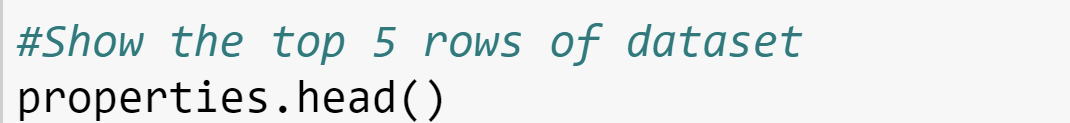 #Show the top 5 rows of dataset
properties.head()